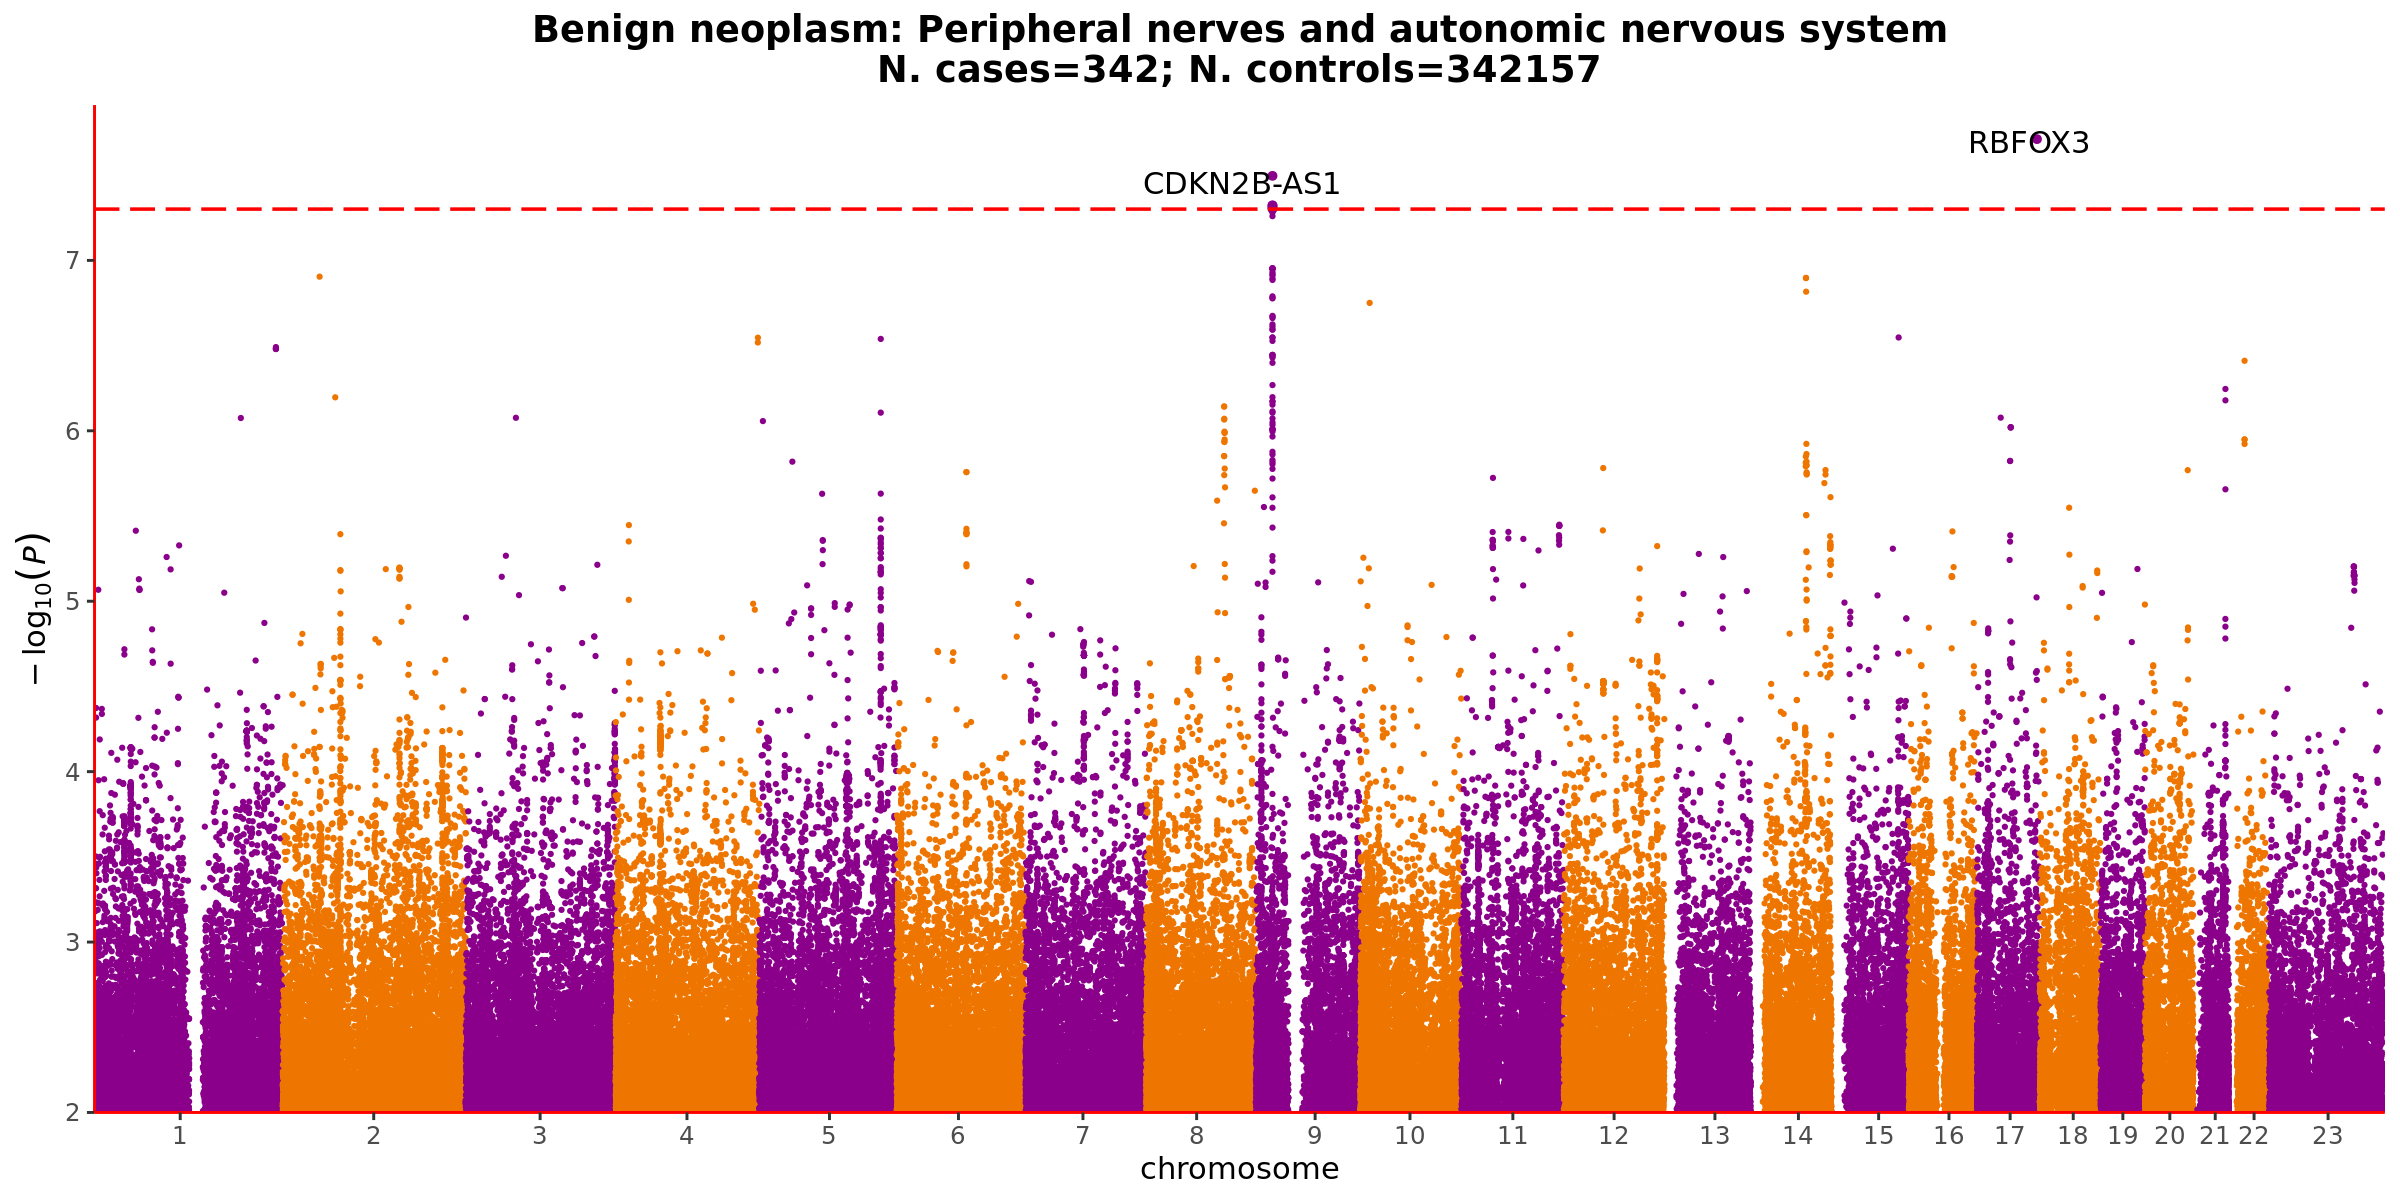 Benign neoplasm: Peripheral nerves and autonomic nervous system
N. cases=342; N. controls=342157
RBFOX3
CDKN2B-AS1
7
6
5
4
3
2
−log10(P)
1 2 3 4 5 6 7 8 9 10 11 12 13 14 15 16 17 18 19 20 21 22 23
chromosome